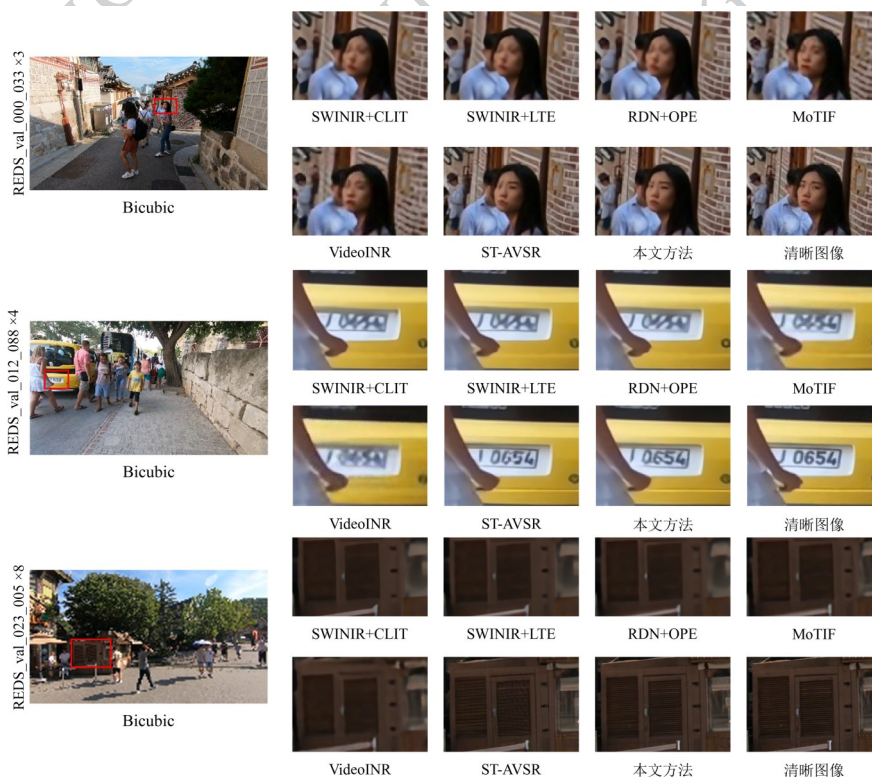 REDS_val_000_033 ×3
Bicubic
SWINIR+CLIT SWINIR+LTE RDN+OPE MoTIF
VideoINR ST-AVSR 本文方法 清晰图像
REDS_val_012_088 ×4
Bicubic
SWINIR+CLIT SWINIR+LTE RDN+OPE MoTIF
0654 0654 J 0654
VideoINR ST-AVSR 本文方法 清晰图像
REDS_val_023_005 ×8
Bicubic
SWINIR+CLIT SWINIR+LTE RDN+OPE MoTIF
VideoINR ST-AVSR 本文方法 清晰图像